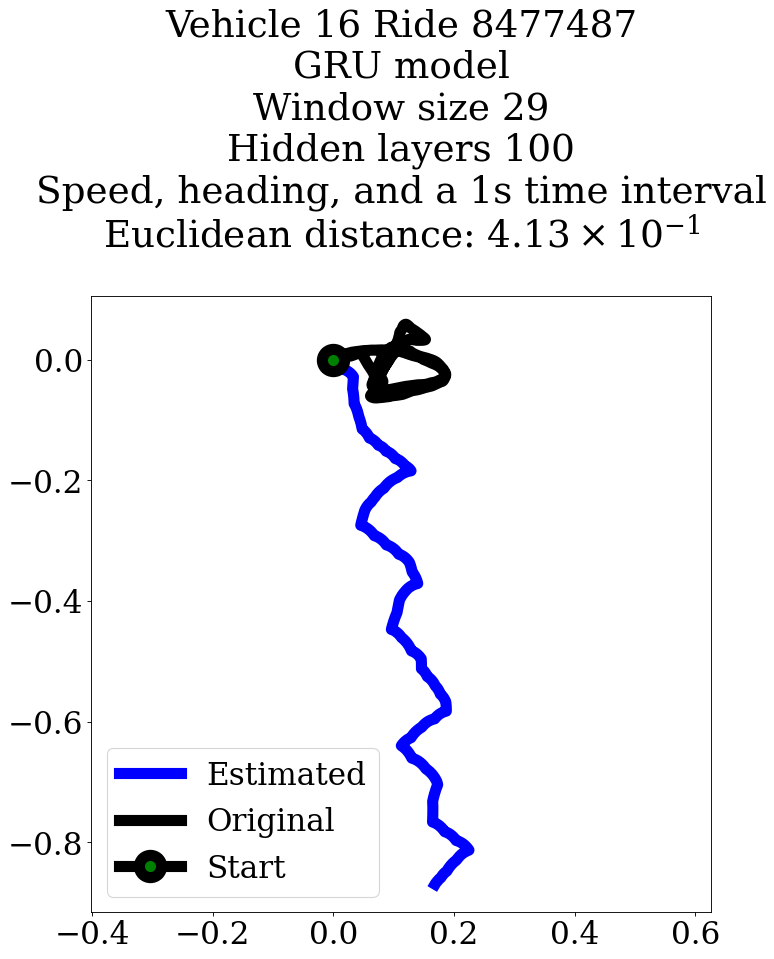 Vehicle 16 Ride 8477487
GRU model
Window size 29
Hidden layers 100
Speed, heading, and a 1s time interval
Euclidean distance: 4.13 × 10⁻¹
0.0
−0.2
−0.4
−0.6
−0.8
Estimated
Original
Start
−0.4 −0.2 0.0 0.2 0.4 0.6